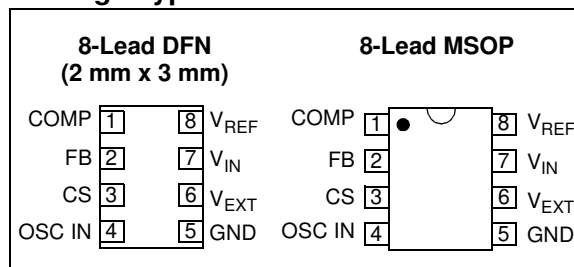 8-Lead DFN
(2 mm x 3 mm)
COMP 1 8 VREF
FB 2 7 VIN
CS 3 6 VEXT
OSC IN 4 5 GND
8-Lead MSOP
COMP 1 8 VREF
FB 2 7 VIN
CS 3 6 VEXT
OSC IN 4 5 GND